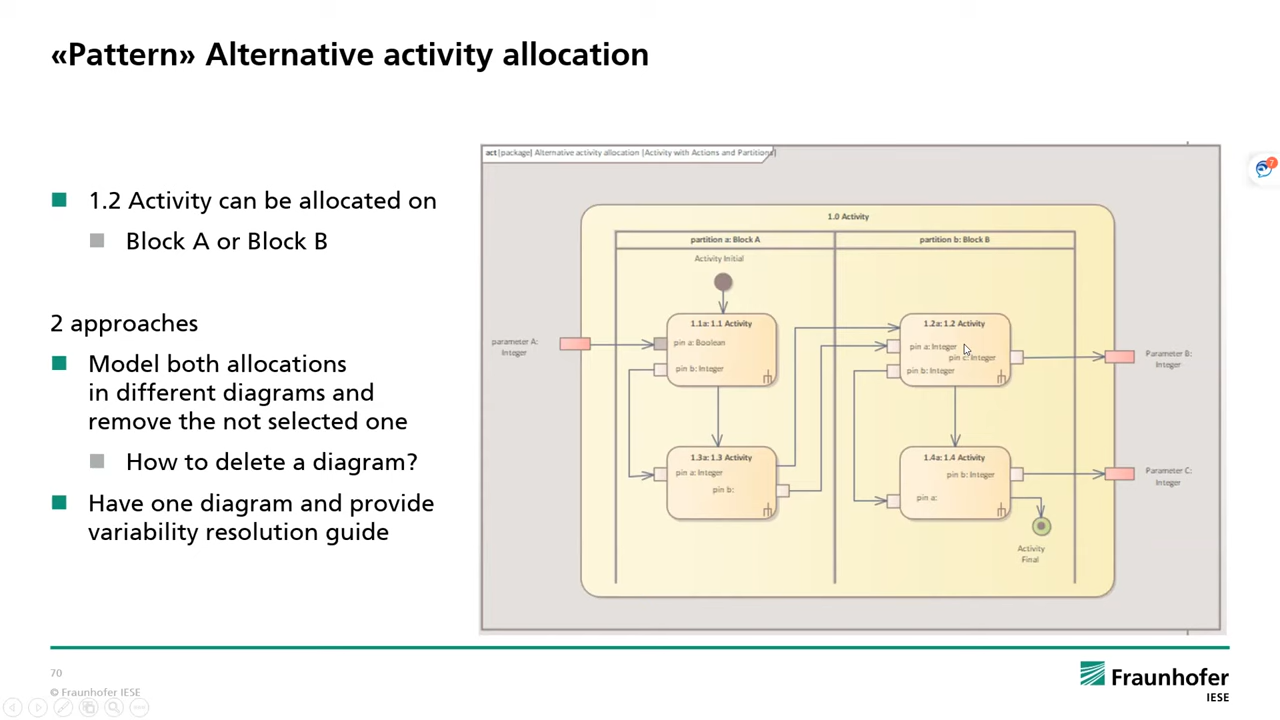 «Pattern» Alternative activity allocation
1.2 Activity can be allocated on
Block A or Block B
2 approaches
Model both allocations
in different diagrams and
remove the not selected one
How to delete a diagram?
Have one diagram and provide
variability resolution guide
act [package] Alternative activity allocation [Activity with Actions and Partitions]
1.0 Activity
partition a: Block A
partition b: Block B
Activity Initial
parameter A:
Integer
1.1a: 1.1 Activity
pin a: Boolean
pin b: Integer
1.2a: 1.2 Activity
pin a: Integer
pin c: Integer
pin b: Integer
Parameter B:
Integer
1.3a: 1.3 Activity
pin a: Integer
pin b:
1.4a: 1.4 Activity
pin b: Integer
pin a:
Parameter C:
Integer
Activity
Final
7
70
© Fraunhofer IESE
Fraunhofer
IESE